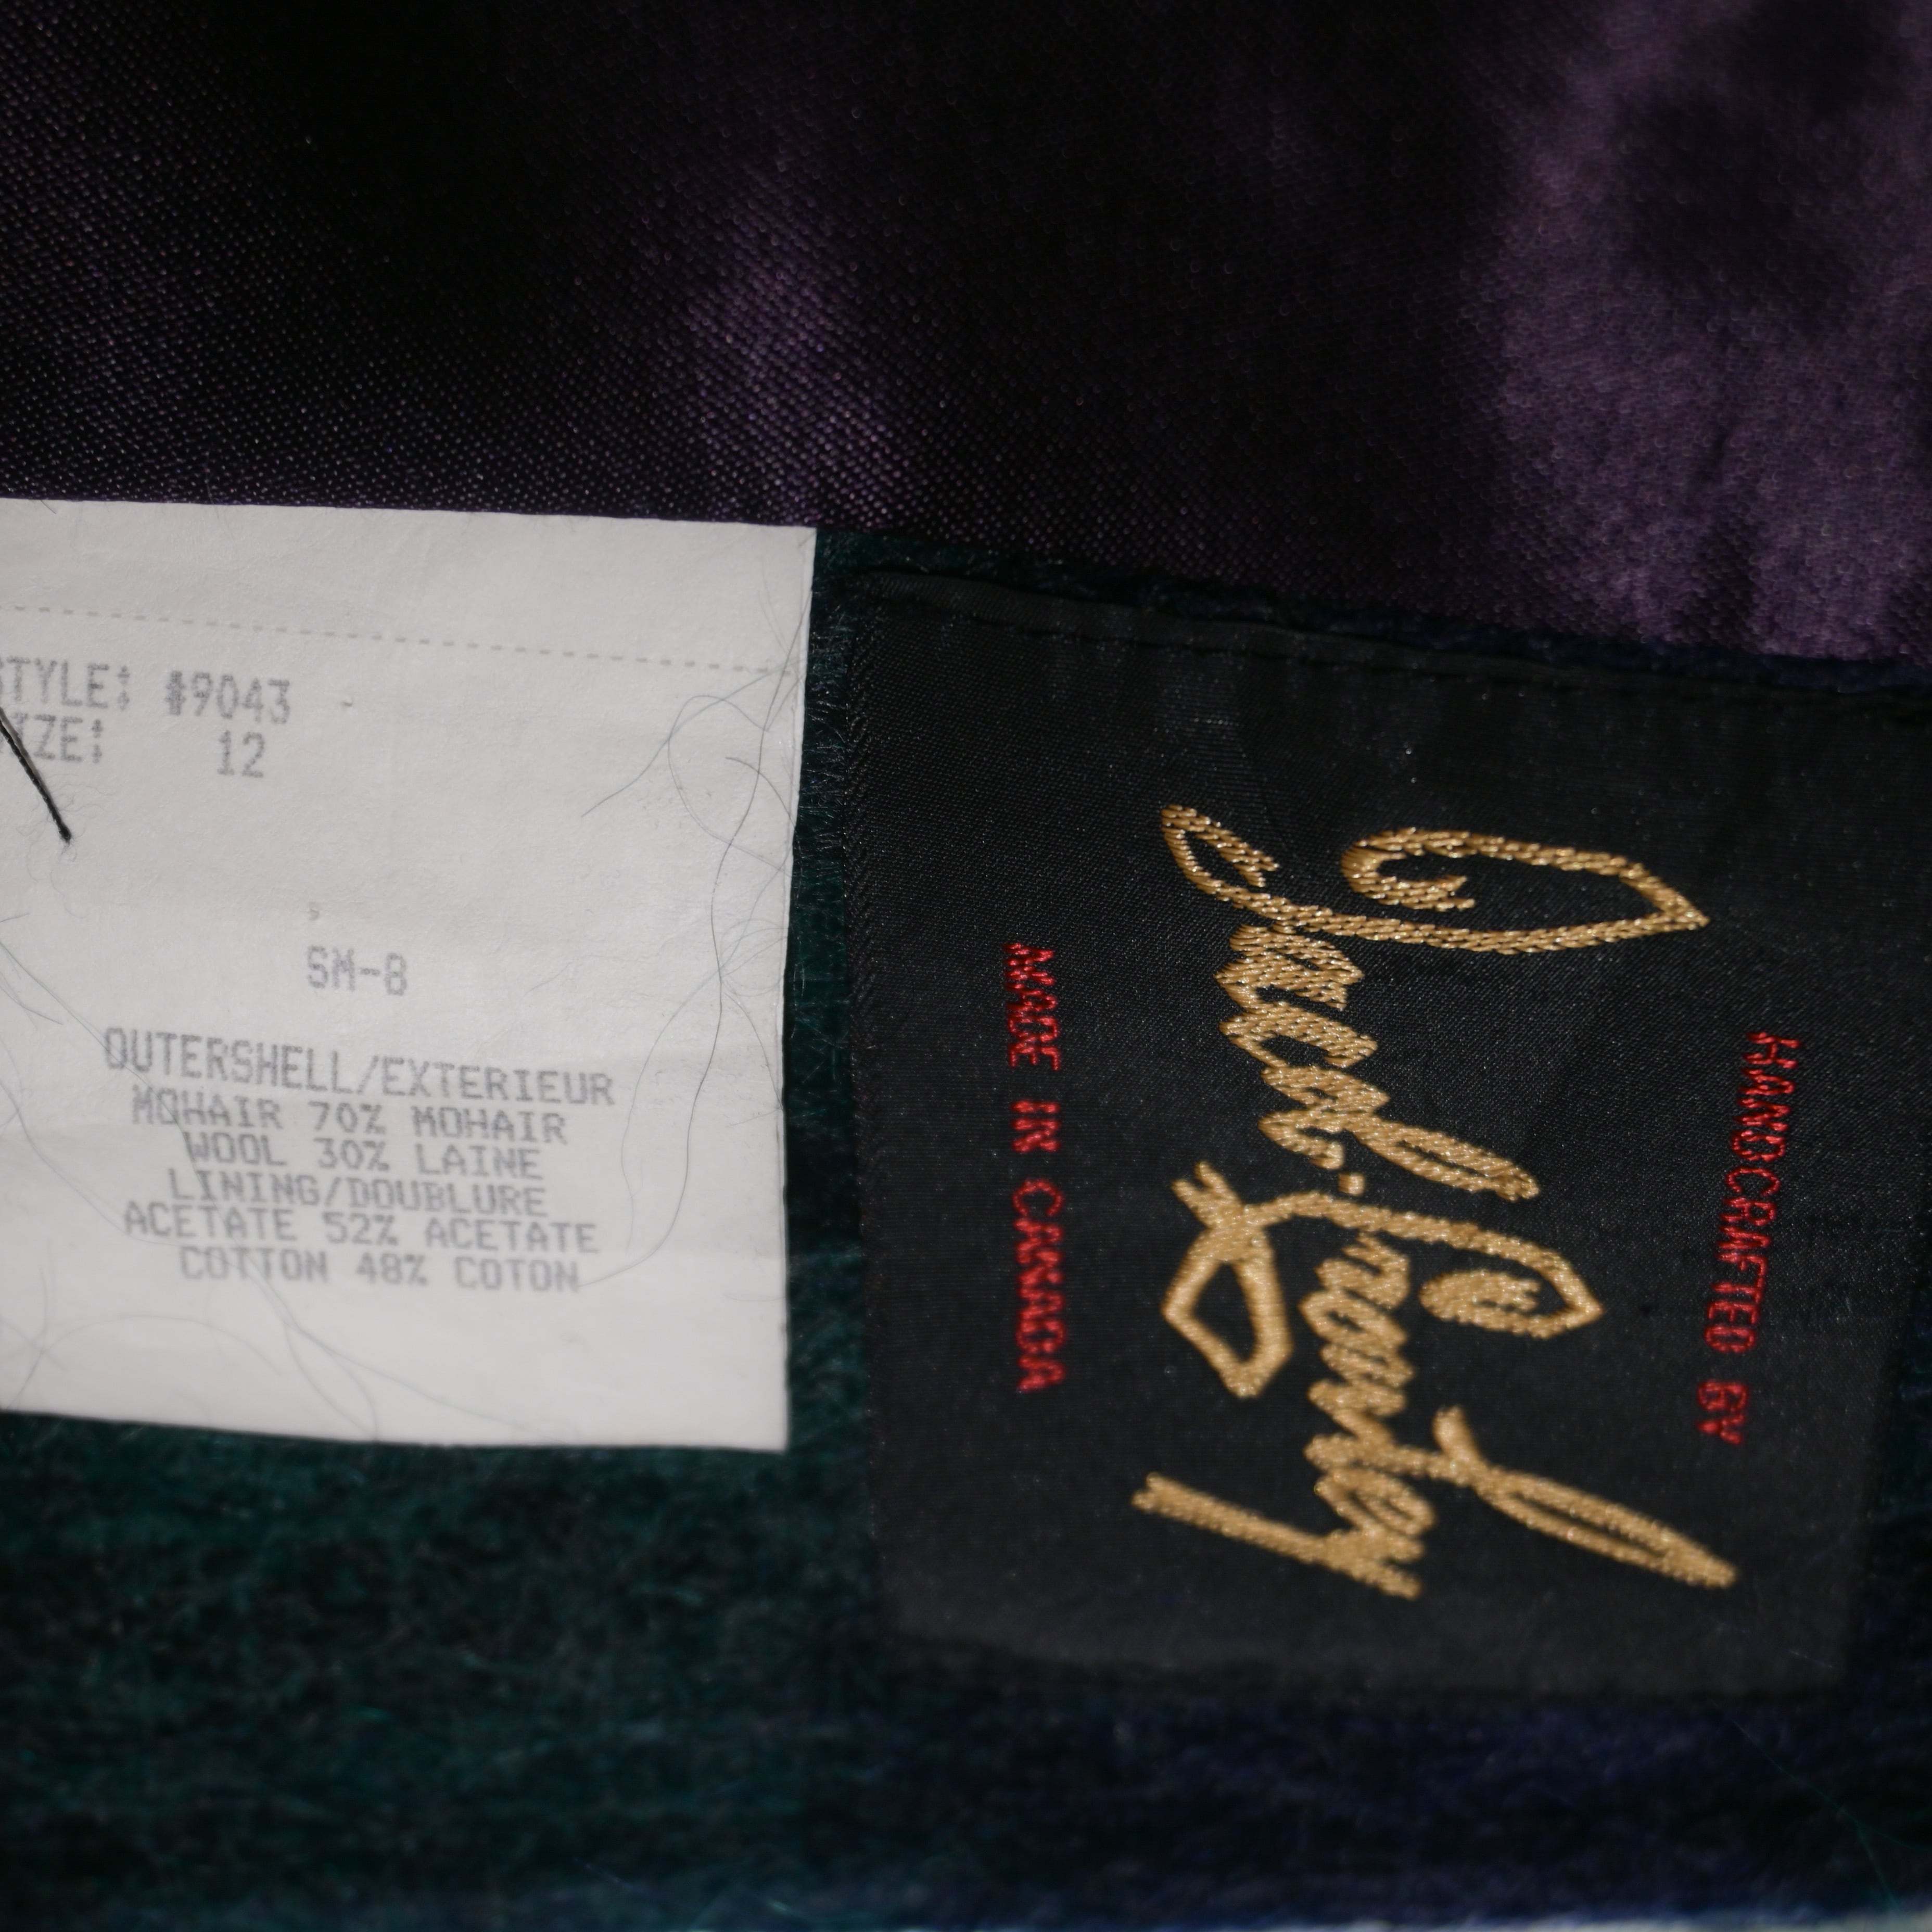 STYLE: #9043
SIZE: 12
SM-8
OUTERSHELL/EXTERIEUR
MOHAIR 70% MOHAIR
WOOL 30% LAINE
LINING/DOUBLURE
ACETATE 52% ACETATE
COTTON 48% COTON
HANDCRAFTED BY
MADE IN CANADA